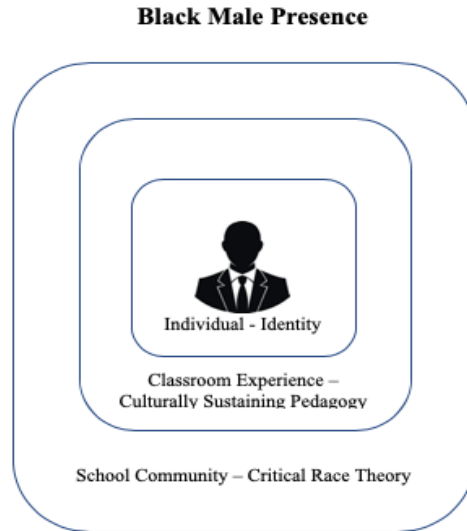 Black Male Presence
Individual - Identity
Classroom Experience –
Culturally Sustaining Pedagogy
School Community – Critical Race Theory